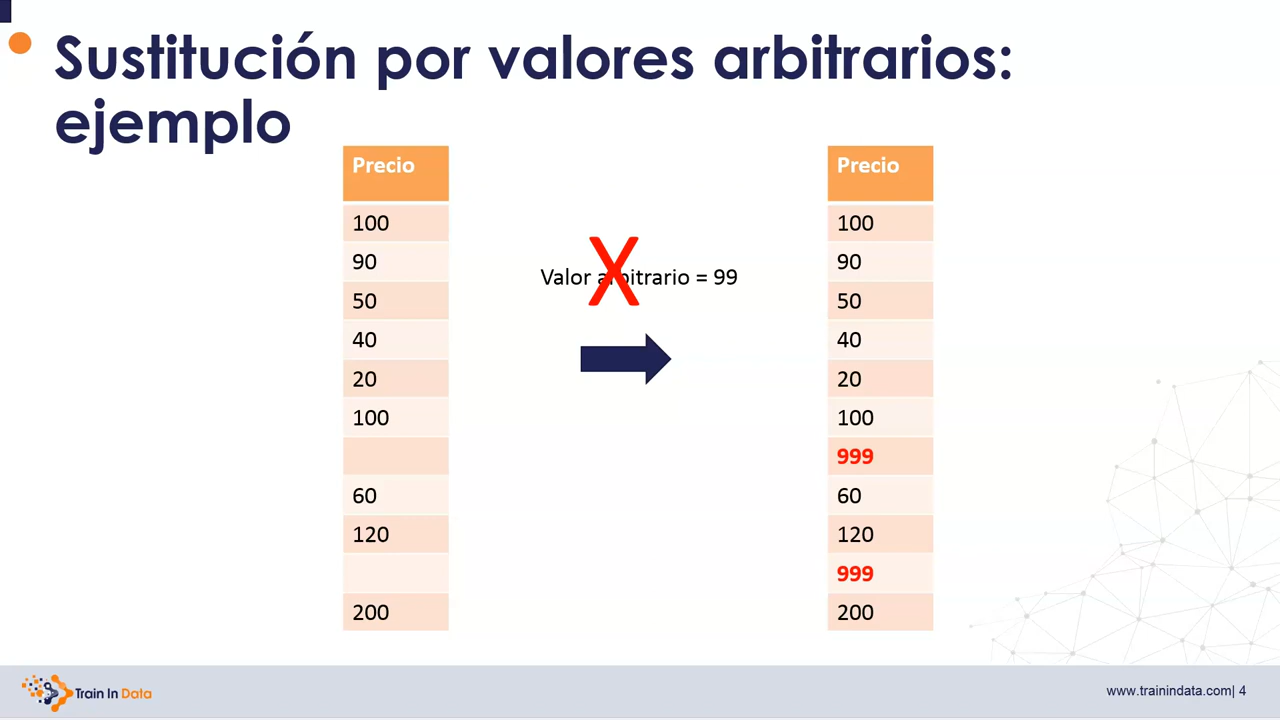 Sustitución por valores arbitrarios:
ejemplo
Precio
100
90
50
40
20
100
60
120
200
Valor arbitrario = 99
X
Precio
100
90
50
40
20
100
999
60
120
999
200
Train In Data
www.trainindata.com| 4